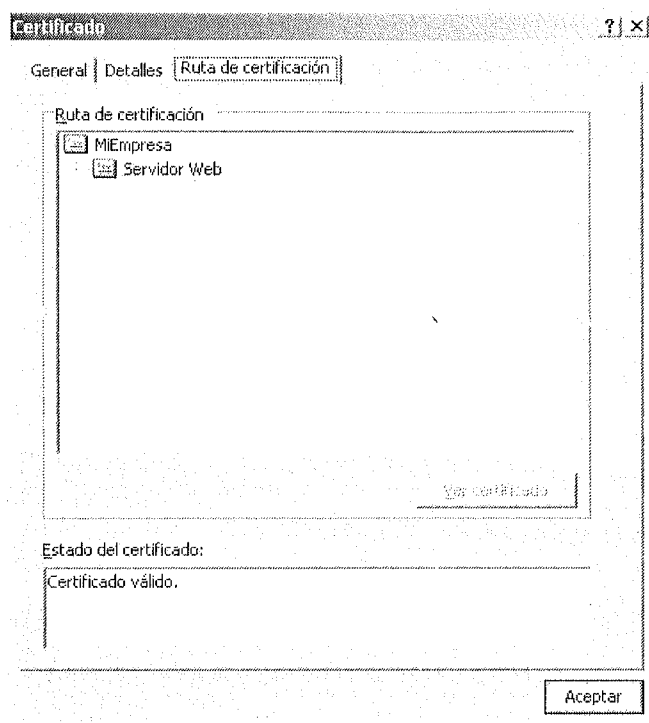 Certificado
?
×
General
Detalles
Ruta de certificación
Ruta de certificación
MiEmpresa
Servidor Web
Ver certificado
Estado del certificado:
Certificado válido.
Aceptar